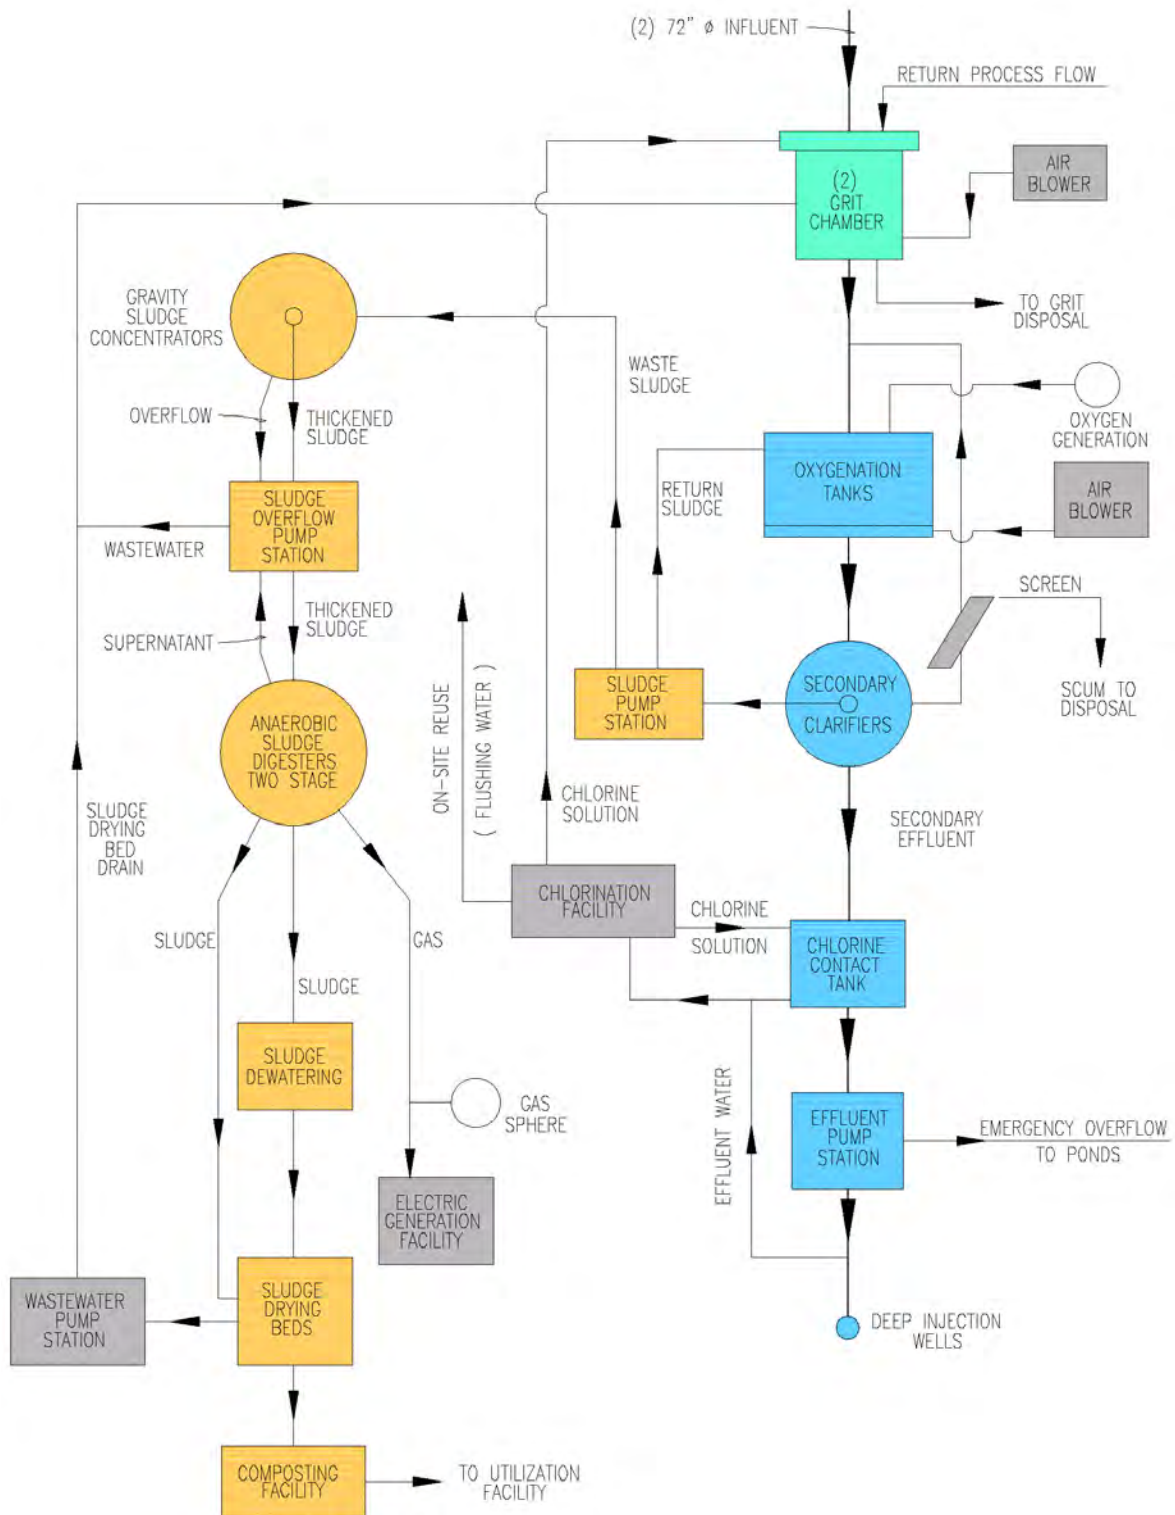 (2) 72" ø INFLUENT
RETURN PROCESS FLOW
(2)
GRIT
CHAMBER
AIR
BLOWER
TO GRIT
DISPOSAL
GRAVITY
SLUDGE
CONCENTRATORS
WASTE
SLUDGE
OVERFLOW
THICKENED
SLUDGE
OXYGEN
GENERATION
OXYGENATION
TANKS
RETURN
SLUDGE
AIR
BLOWER
SLUDGE
OVERFLOW
PUMP
STATION
WASTEWATER
SCREEN
THICKENED
SLUDGE
SUPERNATANT
SLUDGE
PUMP
STATION
SECONDARY
CLARIFIERS
SCUM TO
DISPOSAL
ANAEROBIC
SLUDGE
DIGESTERS
TWO STAGE
ON-SITE REUSE
( FLUSHING WATER )
CHLORINE
SOLUTION
SLUDGE
DRYING
BED
DRAIN
SECONDARY
EFFLUENT
CHLORINATION
FACILITY
CHLORINE
SOLUTION
SLUDGE
GAS
CHLORINE
CONTACT
TANK
SLUDGE
SLUDGE
DEWATERING
GAS
SPHERE
EFFLUENT WATER
EFFLUENT
PUMP
STATION
EMERGENCY OVERFLOW
TO PONDS
ELECTRIC
GENERATION
FACILITY
WASTEWATER
PUMP
STATION
SLUDGE
DRYING
BEDS
DEEP INJECTION
WELLS
COMPOSTING
FACILITY
TO UTILIZATION
FACILITY